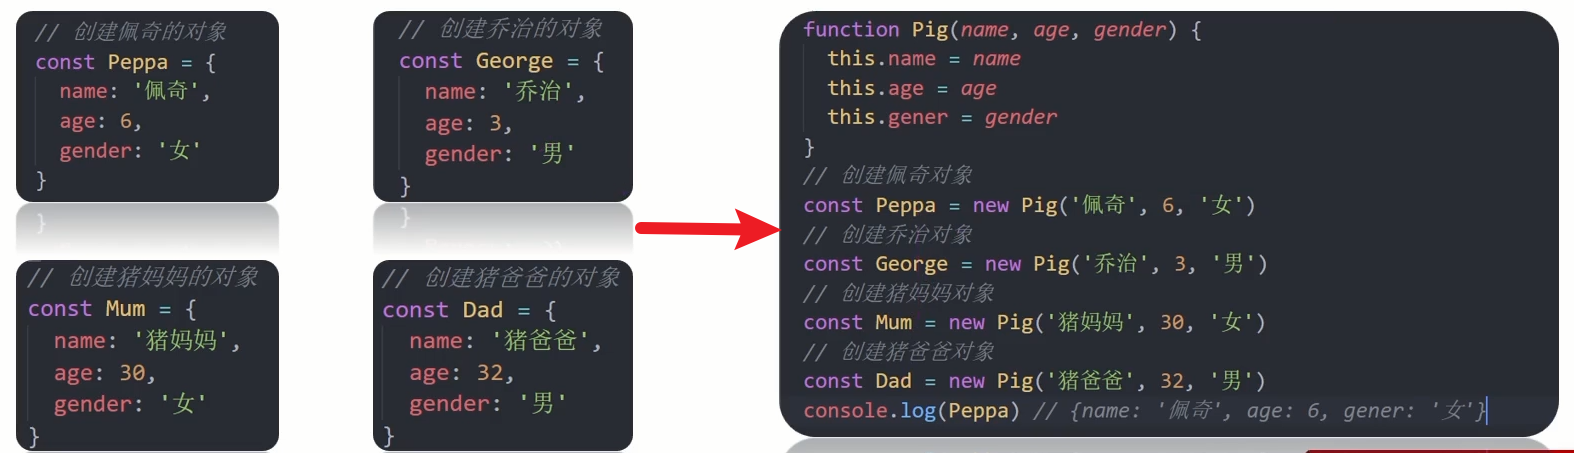 // 创建佩奇的对象
const Peppa = {
name: '佩奇',
age: 6,
gender: '女'
}
// 创建乔治的对象
const George = {
name: '乔治',
age: 3,
gender: '男'
}
// 创建猪妈妈的对象
const Mum = {
name: '猪妈妈',
age: 30,
gender: '女'
}
// 创建猪爸爸的对象
const Dad = {
name: '猪爸爸',
age: 32,
gender: '男'
}
function Pig(name, age, gender) {
this.name = name
this.age = age
this.gener = gender
}
// 创建佩奇对象
const Peppa = new Pig('佩奇', 6, '女')
// 创建乔治对象
const George = new Pig('乔治', 3, '男')
// 创建猪妈妈对象
const Mum = new Pig('猪妈妈', 30, '女')
// 创建猪爸爸对象
const Dad = new Pig('猪爸爸', 32, '男')
console.log(Peppa) // {name: '佩奇', age: 6, gener: '女'}